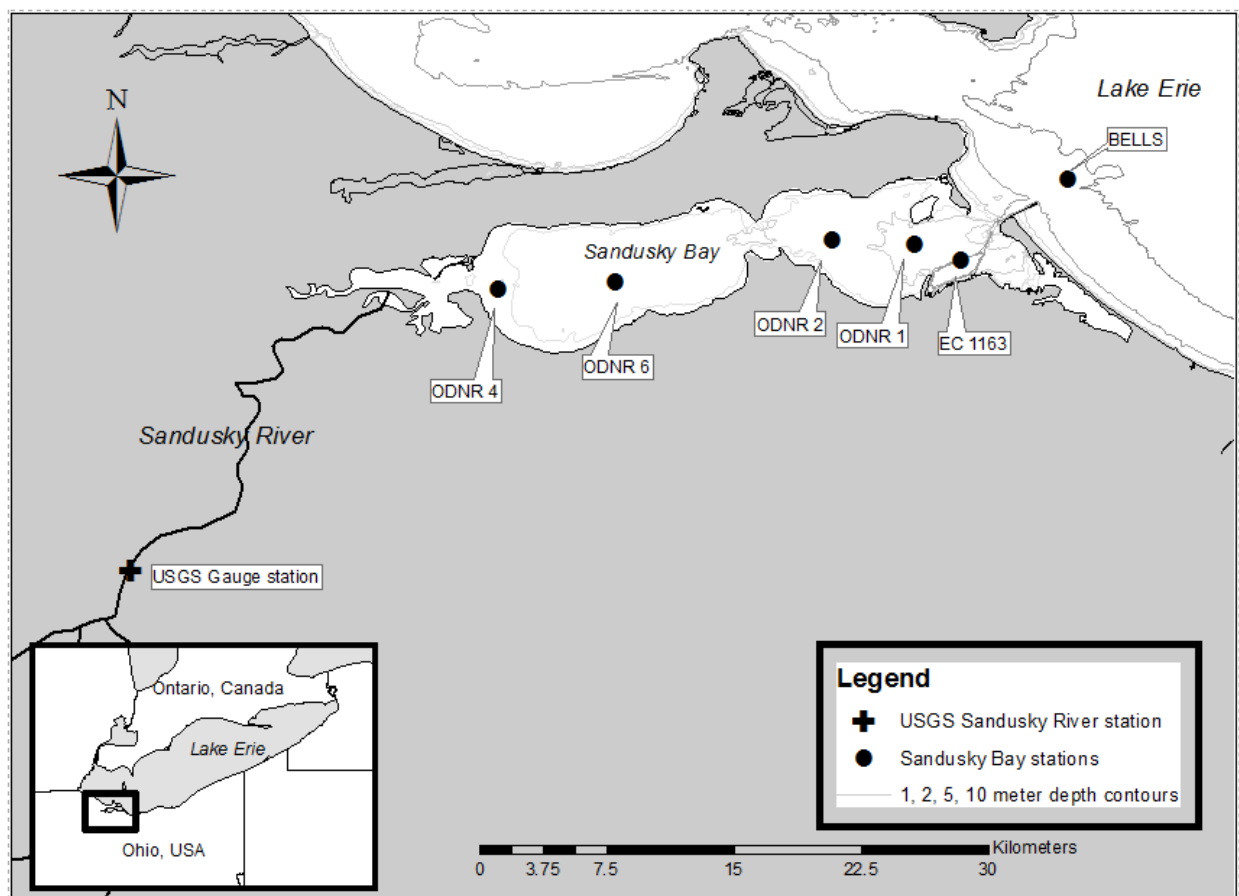 N
Lake Erie
BELLS
Sandusky Bay
ODNR 2
ODNR 1
EC 1163
ODNR 4
ODNR 6
Sandusky River
USGS Gauge station
Ontario, Canada
Lake Erie
Ohio, USA
Legend
USGS Sandusky River station
Sandusky Bay stations
1, 2, 5, 10 meter depth contours
Kilometers
0 3.75 7.5 15 22.5 30